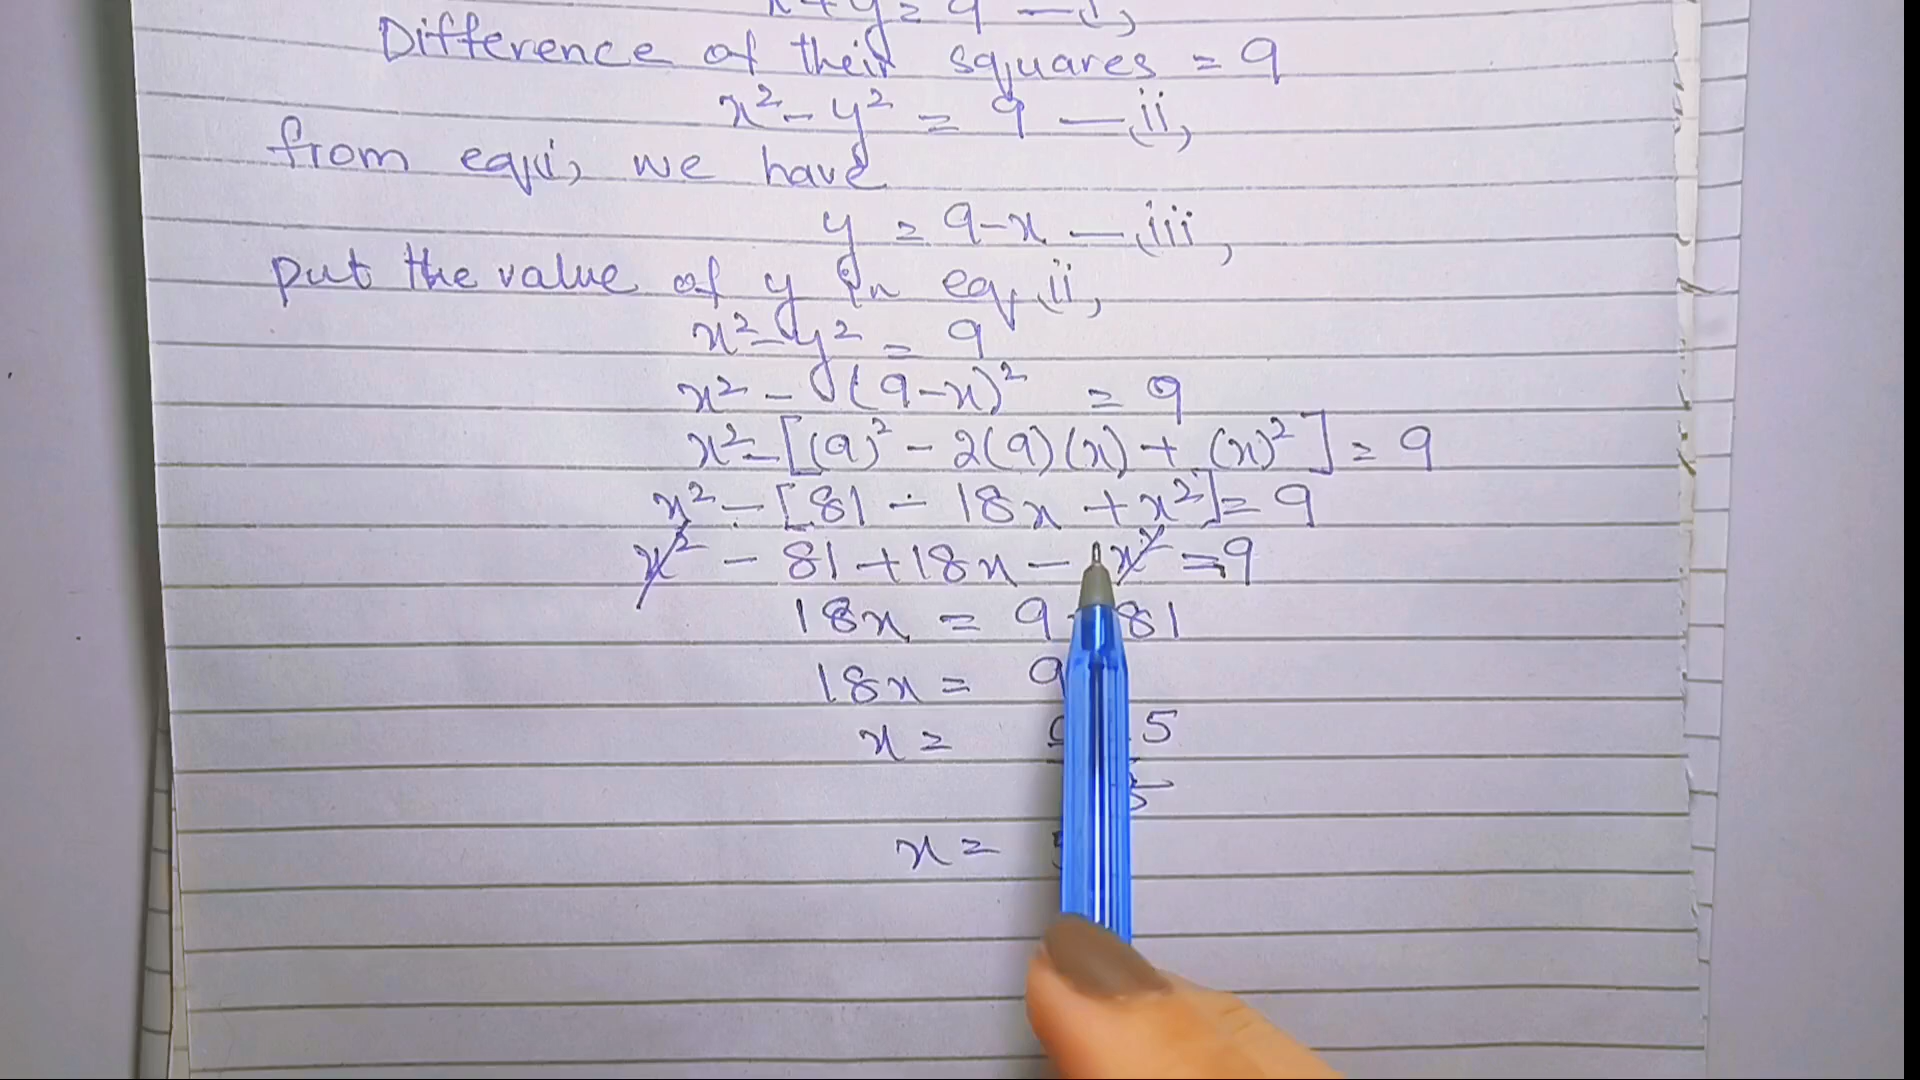 x + y = 9 — i,
Difference of their squares = 9
x² - y² = 9 — ii,
from eq i, we have
y = 9-x — iii,
put the value of y in eq, ii,
x² - y² = 9
x² - (9-x)² = 9
x² - [(9)² - 2(9)(x) + (x)²] = 9
x² - [81 - 18x + x²] = 9
x² - 81 + 18x - x² = 9
18x = 9 81
18x = 9
x = 5
x =